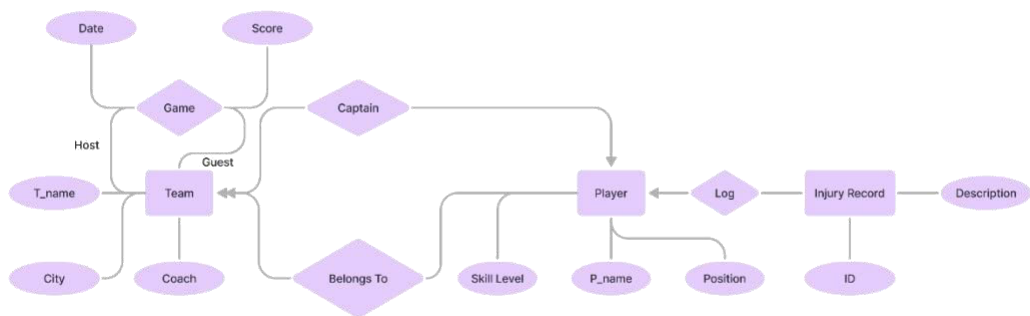 Date
Score
Game
Captain
Host
Guest
T_name
Team
Player
Log
Injury Record
Description
City
Coach
Belongs To
Skill Level
P_name
Position
ID